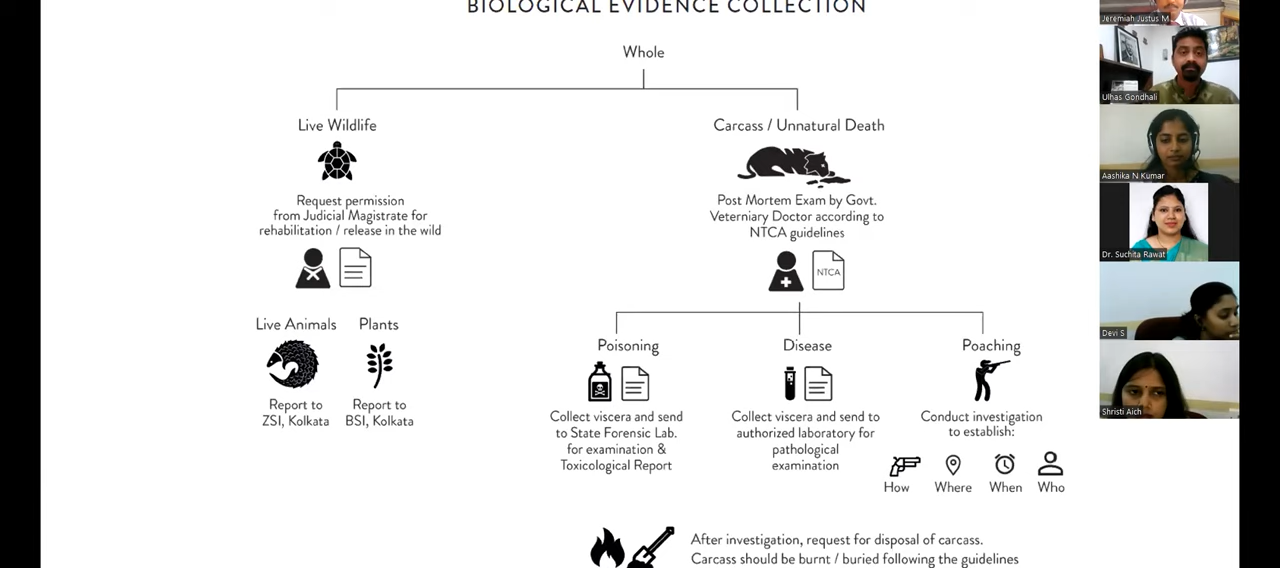 BIOLOGICAL EVIDENCE COLLECTION
Whole
Live Wildlife
Request permission
from Judicial Magistrate for
rehabilitation / release in the wild
Live Animals
Report to
ZSI, Kolkata
Plants
Report to
BSI, Kolkata
Carcass / Unnatural Death
Post Mortem Exam by Govt.
Veterniary Doctor according to
NTCA guidelines
NTCA
Poisoning
Collect viscera and send
to State Forensic Lab.
for examination &
Toxicological Report
Disease
Collect viscera and send to
authorized laboratory for
pathological
examination
Poaching
Conduct investigation
to establish:
How
Where
When
Who
After investigation, request for disposal of carcass.
Carcass should be burnt / buried following the guidelines
Jeremiah Justus M
Ulhas Gondhali
Aashika N Kumar
Dr. Suchita Rawat
Devi S
Shristi Aich